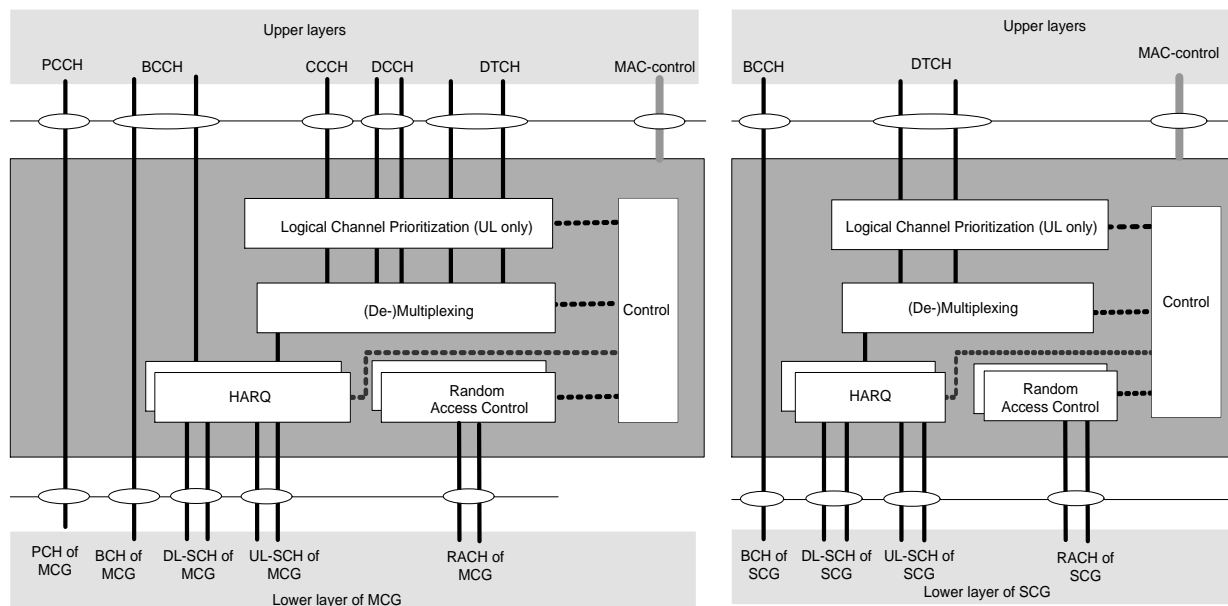 Upper layers
PCCH BCCH CCCH DCCH DTCH MAC-control
Logical Channel Prioritization (UL only)
(De-)Multiplexing
Control
HARQ
Random
Access Control
PCH of
MCG
BCH of
MCG
DL-SCH of
MCG
UL-SCH of
MCG
RACH of
MCG
Lower layer of MCG
Upper layers
BCCH DTCH MAC-control
Logical Channel Prioritization (UL only)
(De-)Multiplexing
Control
HARQ
Random
Access Control
BCH of
SCG
DL-SCH of
SCG
UL-SCH of
SCG
RACH of
SCG
Lower layer of SCG